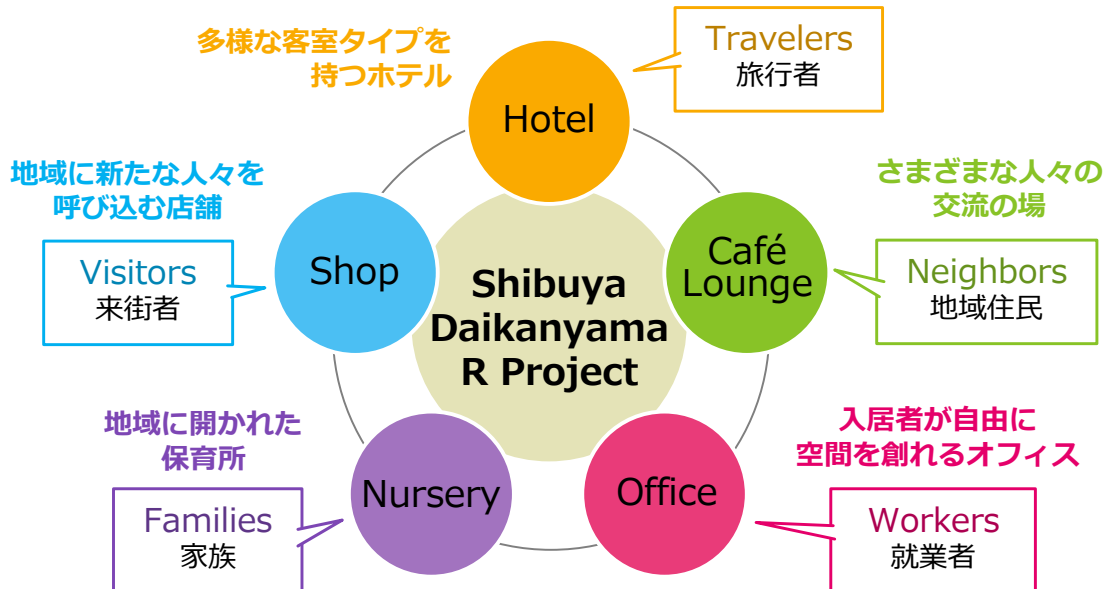 多様な客室タイプを
持つホテル
Hotel
Travelers
旅行者
地域に新たな人々を
呼び込む店舗
Shop
Visitors
来街者
さまざまな人々の
交流の場
Café
Lounge
Neighbors
地域住民
Shibuya
Daikanyama
R Project
地域に開かれた
保育所
Nursery
Families
家族
入居者が自由に
空間を創れるオフィス
Office
Workers
就業者